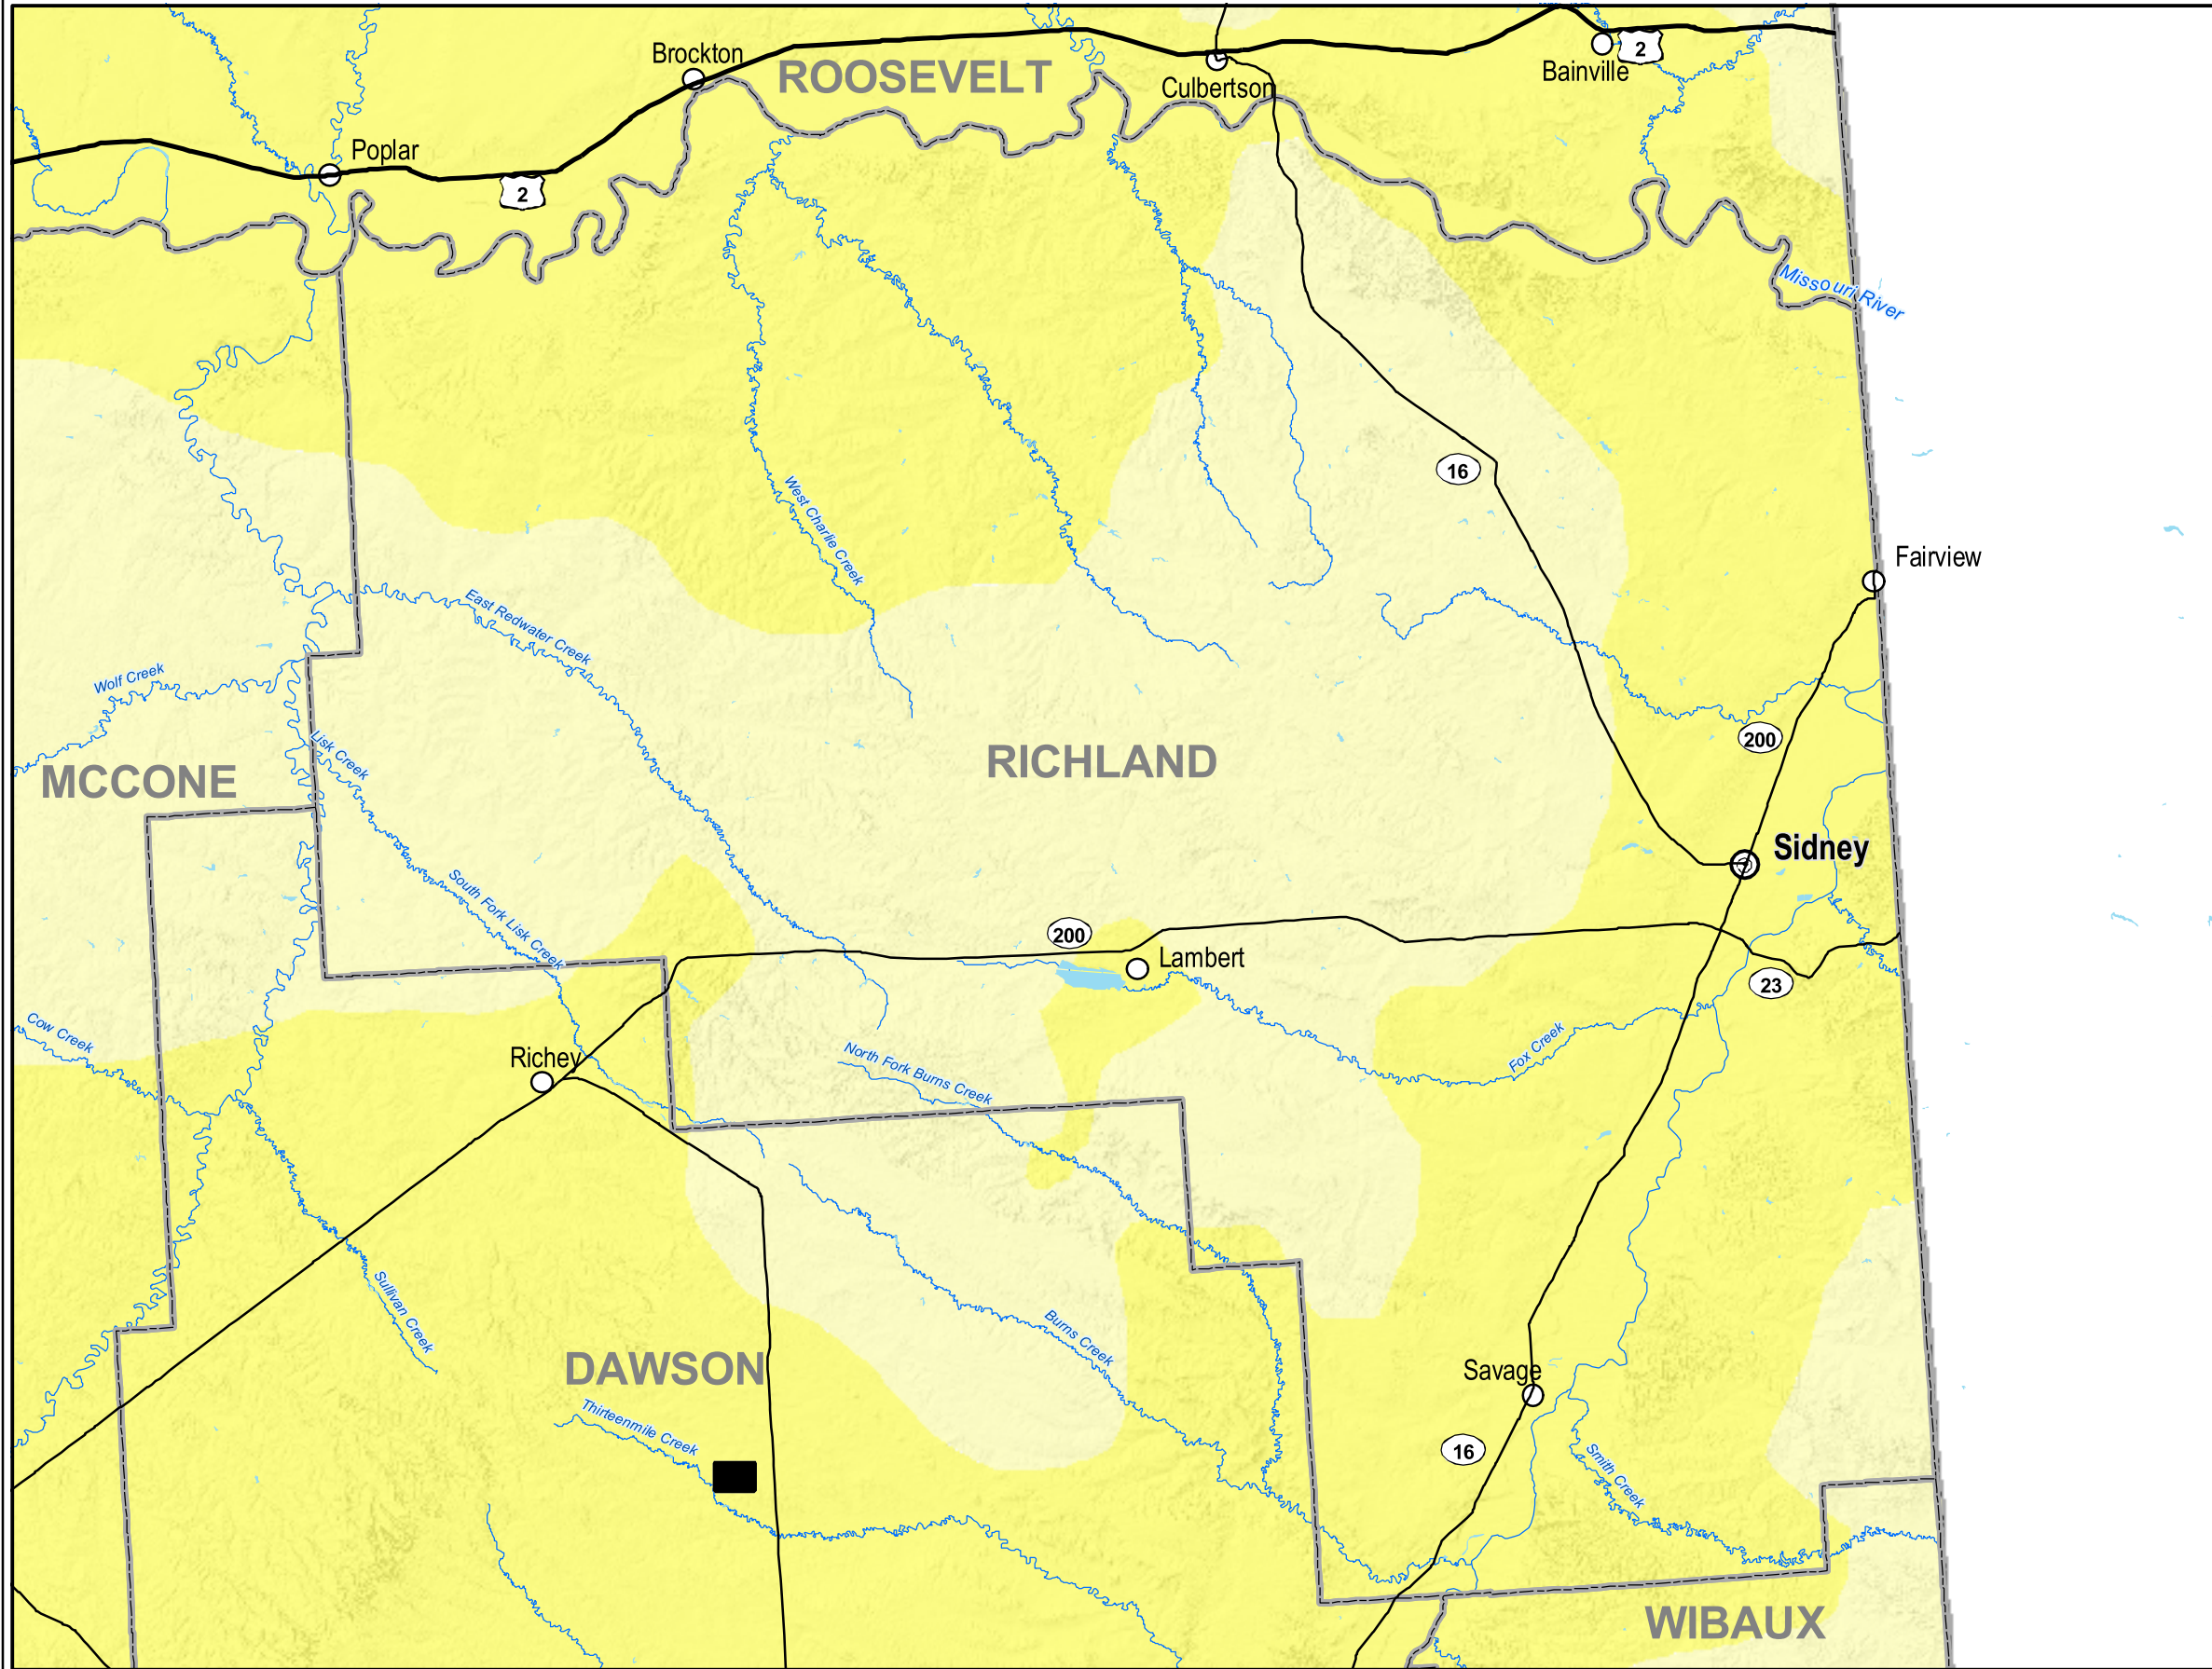 Brockton
ROOSEVELT
Culbertson
Bainville
2
Poplar
2
Missouri River
16
West Charlie Creek
Fairview
East Redwater Creek
Wolf Creek
Lisk Creek
MCCONE
RICHLAND
200
Sidney
South Fork Lisk Creek
200
Lambert
23
Cow Creek
Richey
North Fork Burns Creek
Fox Creek
Sullivan Creek
Burns Creek
DAWSON
Savage
Thirteenmile Creek
16
Smith Creek
WIBAUX